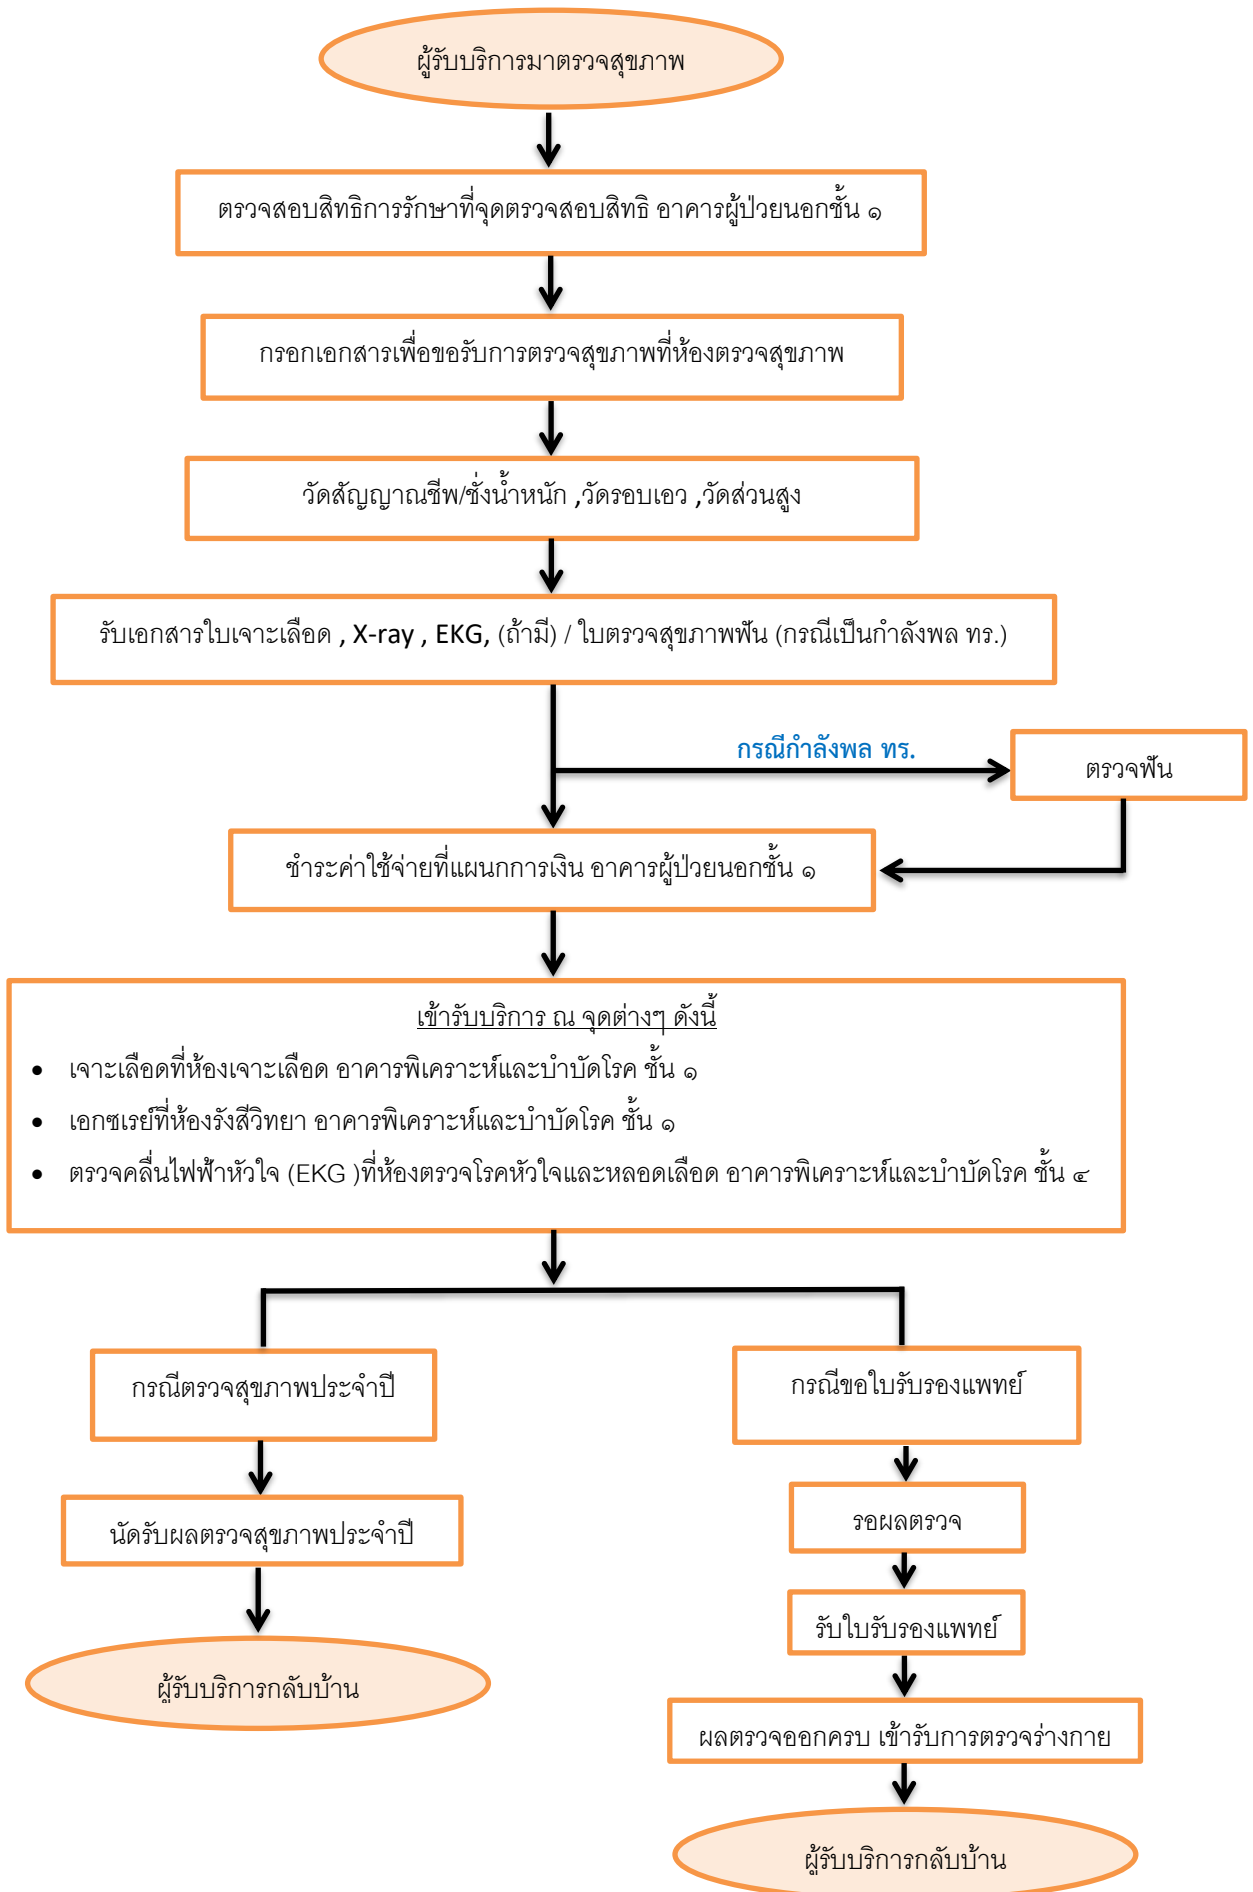 ผู้รับบริการมาตรวจสุขภาพ
ตรวจสอบสิทธิการรักษาที่จุดตรวจสอบสิทธิ อาคารผู้ป่วยนอกชั้น ๑
กรอกเอกสารเพื่อขอรับการตรวจสุขภาพที่ห้องตรวจสุขภาพ
วัดสัญญาณชีพ/ชั่งน้ำหนัก ,วัดรอบเอว ,วัดส่วนสูง
รับเอกสารใบเจาะเลือด , X-ray , EKG, (ถ้ามี) / ใบตรวจสุขภาพฟัน (กรณีเป็นกำลังพล ทร.)
กรณีกำลังพล ทร.
ตรวจฟัน
ชำระค่าใช้จ่ายที่แผนกการเงิน อาคารผู้ป่วยนอกชั้น ๑
เข้ารับบริการ ณ จุดต่างๆ ดังนี้
• เจาะเลือดที่ห้องเจาะเลือด อาคารพิเคราะห์และบำบัดโรค ชั้น ๑
• เอกซเรย์ที่ห้องรังสีวิทยา อาคารพิเคราะห์และบำบัดโรค ชั้น ๑
• ตรวจคลื่นไฟฟ้าหัวใจ (EKG )ที่ห้องตรวจโรคหัวใจและหลอดเลือด อาคารพิเคราะห์และบำบัดโรค ชั้น ๔
กรณีตรวจสุขภาพประจำปี
นัดรับผลตรวจสุขภาพประจำปี
ผู้รับบริการกลับบ้าน
กรณีขอใบรับรองแพทย์
รอผลตรวจ
รับใบรับรองแพทย์
ผลตรวจออกครบ เข้ารับการตรวจร่างกาย
ผู้รับบริการกลับบ้าน